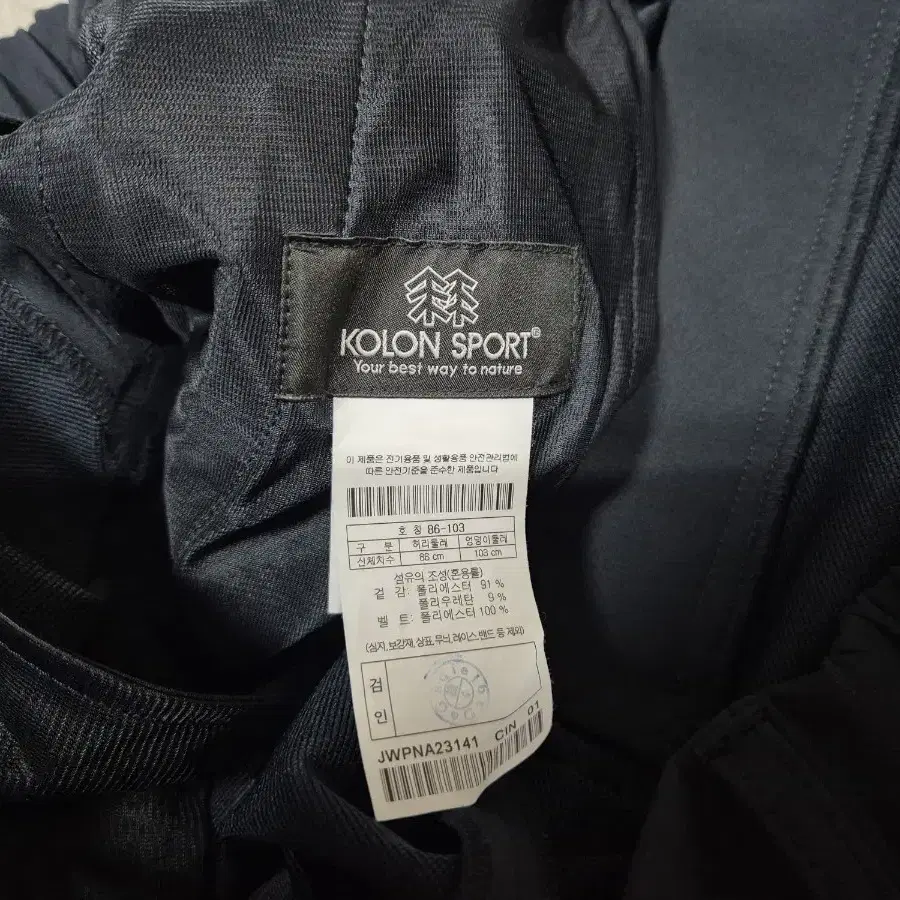 KOLON SPORT®
Your best way to nature
이 제품은 전기용품 및 생활용품 안전관리법에
따른 안전기준을 준수한 제품입니다
호 칭 86-103
구 분 허리둘레 엉덩이둘레
신체치수 86 cm 103 cm
섬유의 조성(혼용률)
겉 감: 폴리에스터 91 %
폴리우레탄 9 %
벨 트: 폴리에스터 100 %
(심지, 보강재, 상표, 무늬, 레이스, 밴드 등 제외)
검
인
JWPNA23141 CIN 01